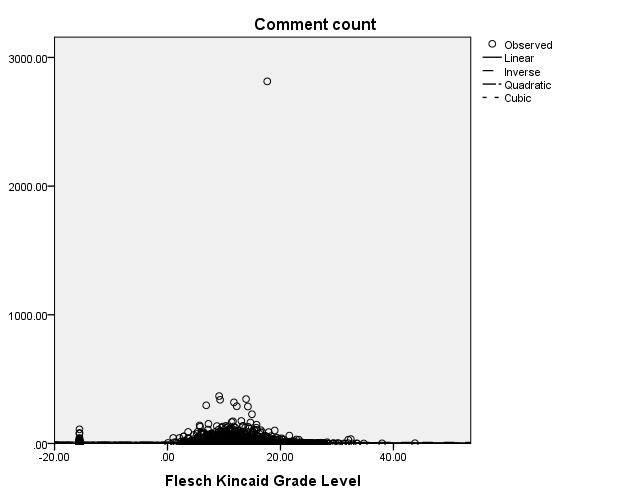 Comment count
Observed
Linear
Inverse
Quadratic
Cubic
3000.00
2000.00
1000.00
.00
-20.00 .00 20.00 40.00
Flesch Kincaid Grade Level